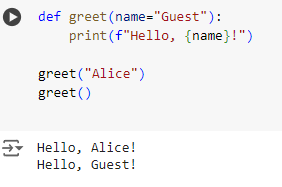 def greet(name="Guest"):
    print(f"Hello, {name}!")

greet("Alice")
greet()

Hello, Alice!
Hello, Guest!